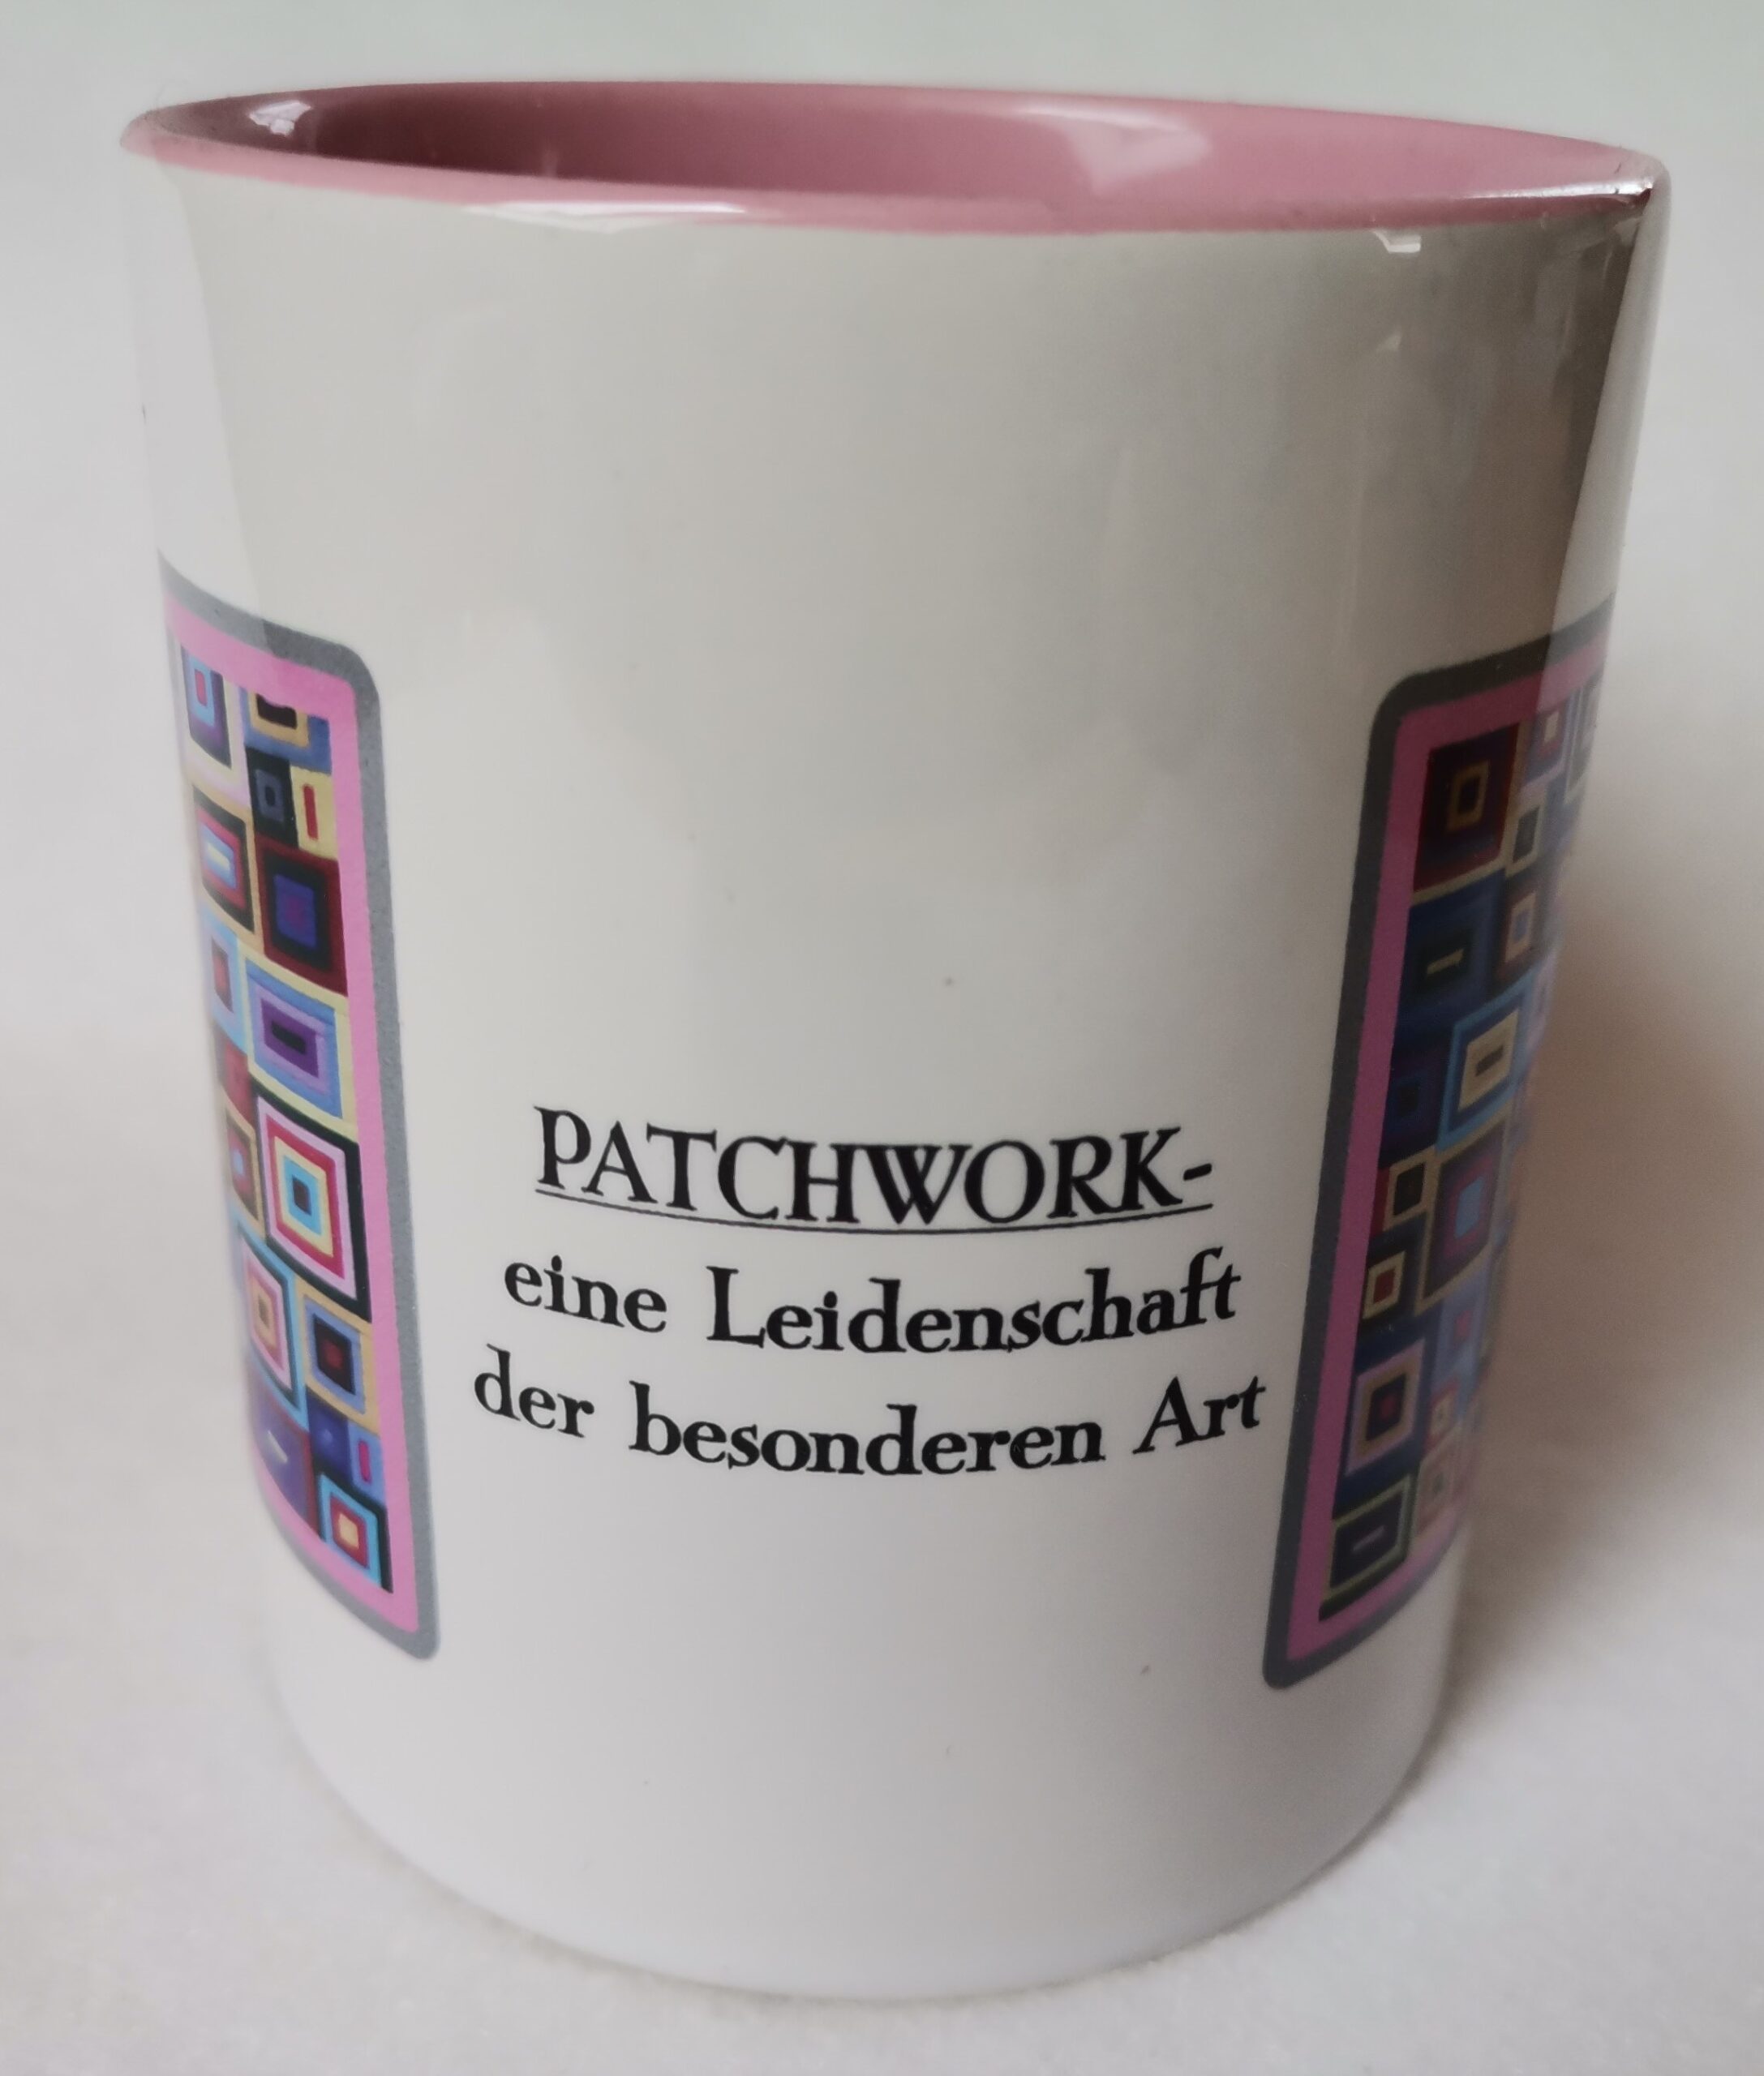 PATCHWORK-
eine Leidenschaft
der besonderen Art